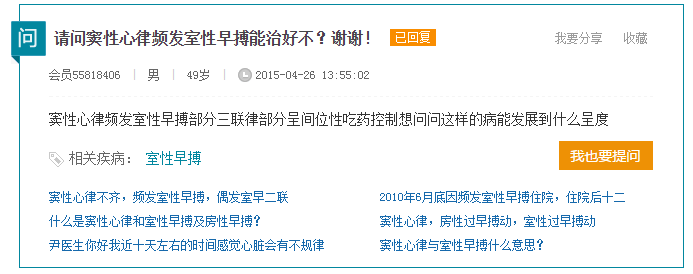 问 请问窦性心律频发室性早搏能治好不？谢谢！ 已回复 我要分享 收藏
会员55818406 | 男 | 49岁 | 2015-04-26 13:55:02
窦性心律频发室性早搏部分三联律部分呈间位性吃药控制想问问这样的病能发展到什么呈度
相关疾病： 室性早搏 我也要提问
窦性心律不齐，频发室性早搏，偶发室早二联 2010年6月底因频发室性早搏住院，住院后十二
什么是窦性心律和室性早搏及房性早搏？ 窦性心律，房性过早搏动，室性过早搏动
尹医生你好我近十天左右的时间感觉心脏会有不规律 窦性心律与室性早搏什么意思？